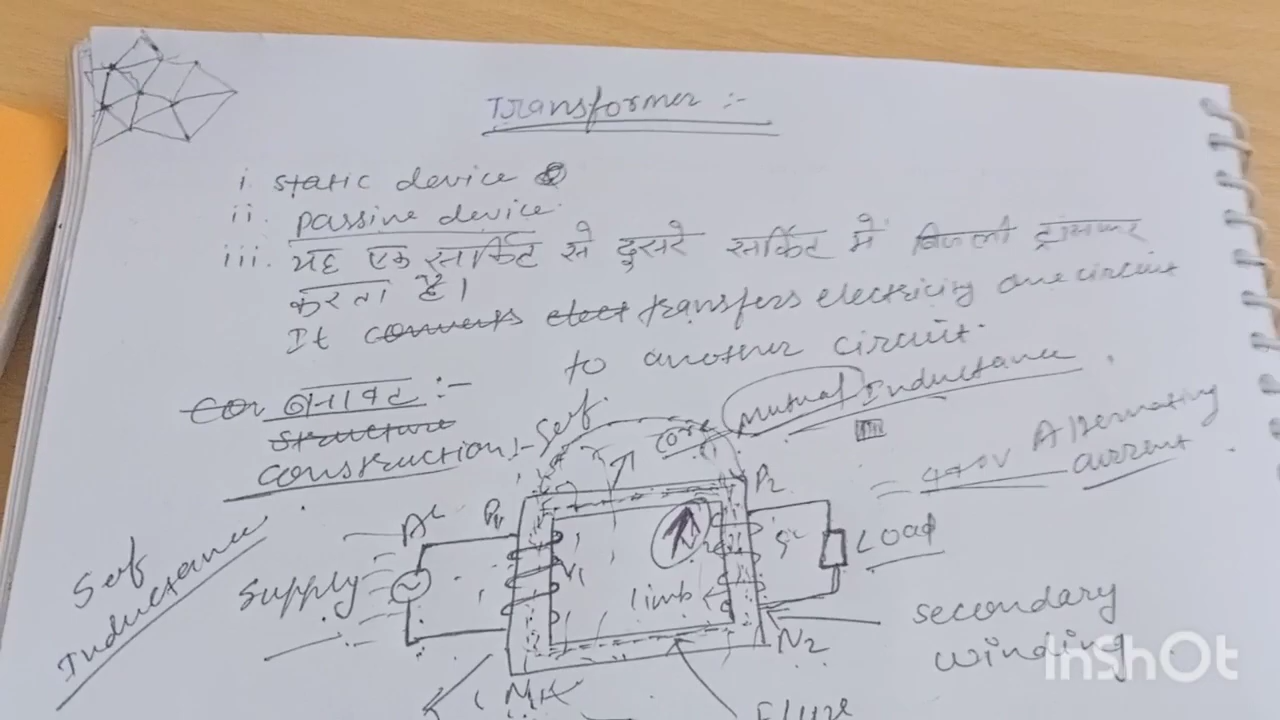 Transformer :-
i. static device
ii. passive device.
iii. यह एक सर्किट से दुसरे सर्किट में बिजली ट्रांसफर
करता है।
It converts elect transfers electricity one circuit
to another circuit.
Con बनावट :-
structure
construction :- Self.
Core
mutual Inductance
= 440V Alternating
current
Self
Inductance
AC
Supply
P1
P2
V1
limb
Load
N1
N2
secondary
winding
Flux
InShOt